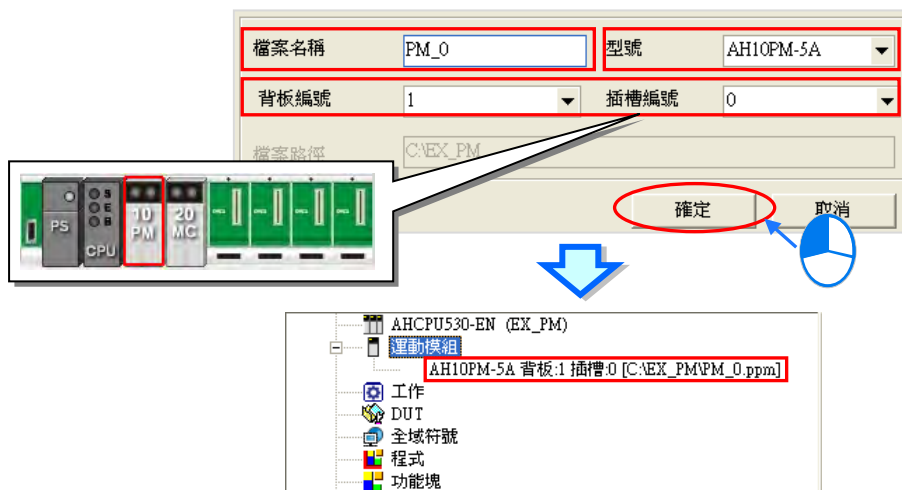 檔案名稱 PM_0 型號 AH10PM-5A
背板編號 1 插槽編號 0
檔案路徑 C:\EX_PM
確定 取消
PS CPU S E B 10 PM 20 MC
AHCPU530-EN (EX_PM)
運動模組
AH10PM-5A 背板:1 插槽:0 [C:\EX_PM\PM_0.ppm]
工作
DUT
全域符號
程式
功能塊